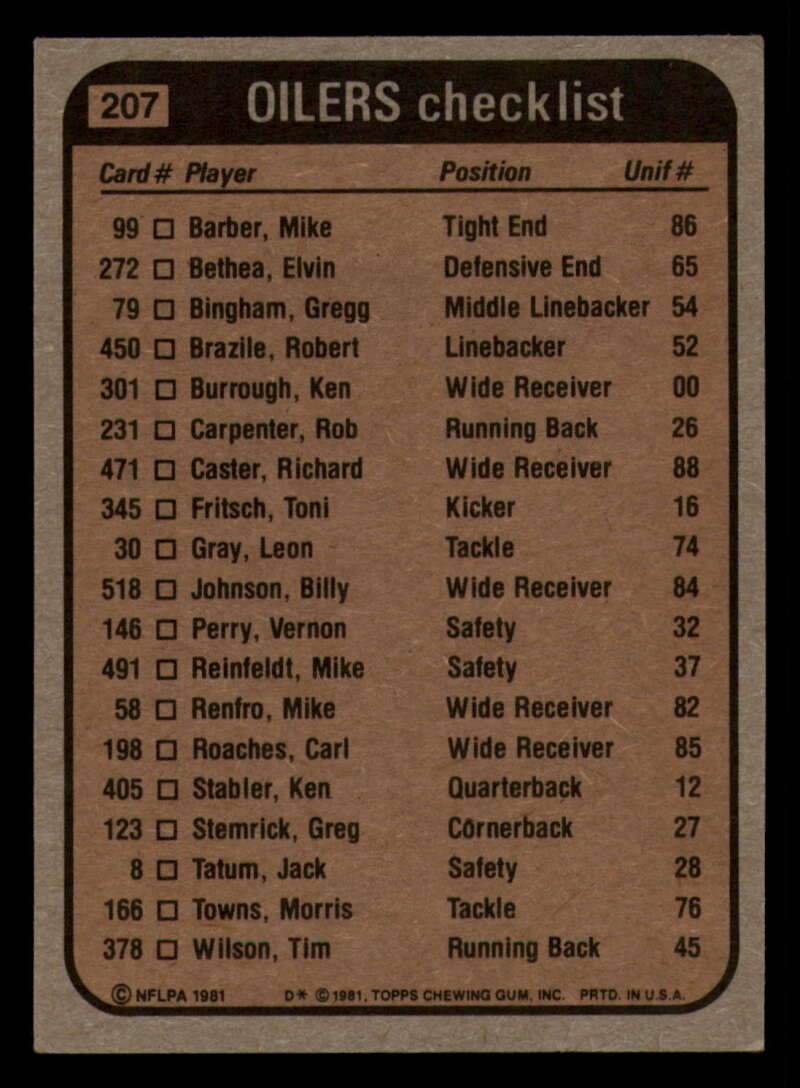 207 OILERS checklist
Card # Player Position Unif #
99 □ Barber, Mike Tight End 86
272 □ Bethea, Elvin Defensive End 65
79 □ Bingham, Gregg Middle Linebacker 54
450 □ Brazile, Robert Linebacker 52
301 □ Burrough, Ken Wide Receiver 00
231 □ Carpenter, Rob Running Back 26
471 □ Caster, Richard Wide Receiver 88
345 □ Fritsch, Toni Kicker 16
30 □ Gray, Leon Tackle 74
518 □ Johnson, Billy Wide Receiver 84
146 □ Perry, Vernon Safety 32
491 □ Reinfeldt, Mike Safety 37
58 □ Renfro, Mike Wide Receiver 82
198 □ Roaches, Carl Wide Receiver 85
405 □ Stabler, Ken Quarterback 12
123 □ Stemrick, Greg Cornerback 27
8 □ Tatum, Jack Safety 28
166 □ Towns, Morris Tackle 76
378 □ Wilson, Tim Running Back 45
© NFLPA 1981 D* © 1981, TOPPS CHEWING GUM, INC. PRTD. IN U.S.A.